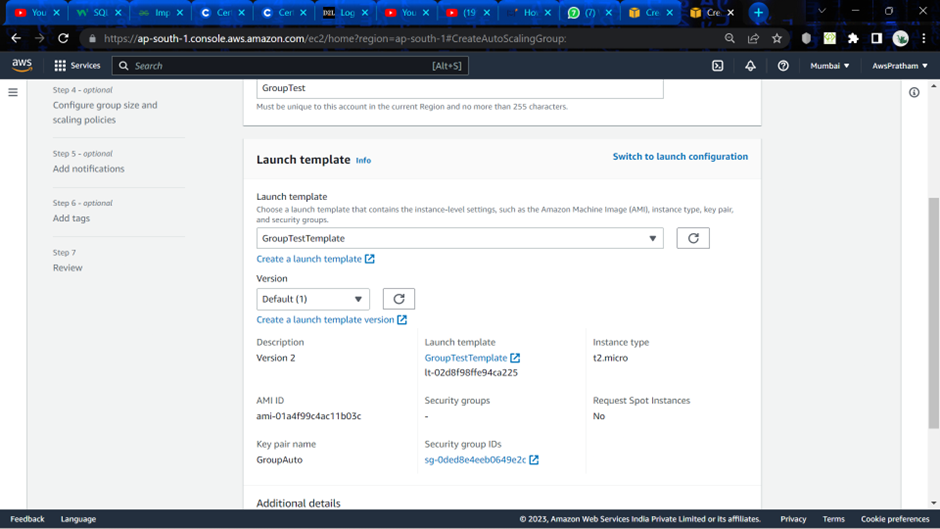 You
SQL
Imp
Cer
Cer
Log
You
(19
Ho
(7)
Cre
Cre
https://ap-south-1.console.aws.amazon.com/ec2/home?region=ap-south-1#CreateAutoScalingGroup:
aws
Services
Search
[Alt+S]
Mumbai
AwsPratham
Step 4 - optional
Configure group size and
scaling policies
Step 5 - optional
Add notifications
Step 6 - optional
Add tags
Step 7
Review
GroupTest
Must be unique to this account in the current Region and no more than 255 characters.
Launch template Info
Switch to launch configuration
Launch template
Choose a launch template that contains the instance-level settings, such as the Amazon Machine Image (AMI), instance type, key pair,
and security groups.
GroupTestTemplate
Create a launch template
Version
Default (1)
Create a launch template version
Description
Version 2
Launch template
GroupTestTemplate
lt-02d8f98ffe94ca225
Instance type
t2.micro
AMI ID
ami-01a4f99c4ac11b03c
Security groups
-
Request Spot Instances
No
Key pair name
GroupAuto
Security group IDs
sg-0ded8e4eeb0649e2c
Additional details
Feedback
Language
© 2023, Amazon Web Services India Private Limited or its affiliates.
Privacy
Terms
Cookie preferences